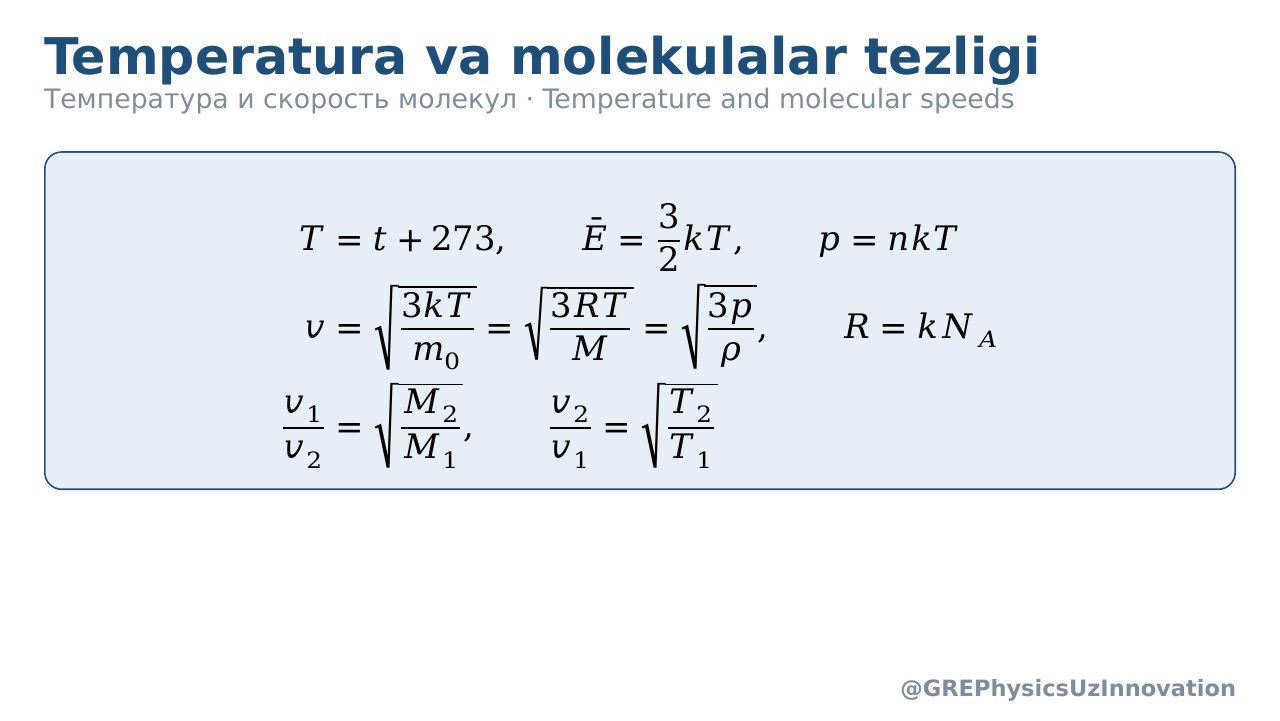 Temperatura va molekulalar tezligi
Температура и скорость молекул · Temperature and molecular speeds
T = t + 273, Ē = 3/2 kT, p = nkT
v = √(3kT/m₀) = √(3RT/M) = √(3p/ρ), R = kN_A
v₁/v₂ = √(M₂/M₁), v₂/v₁ = √(T₂/T₁)
@GREPhysicsUzInnovation